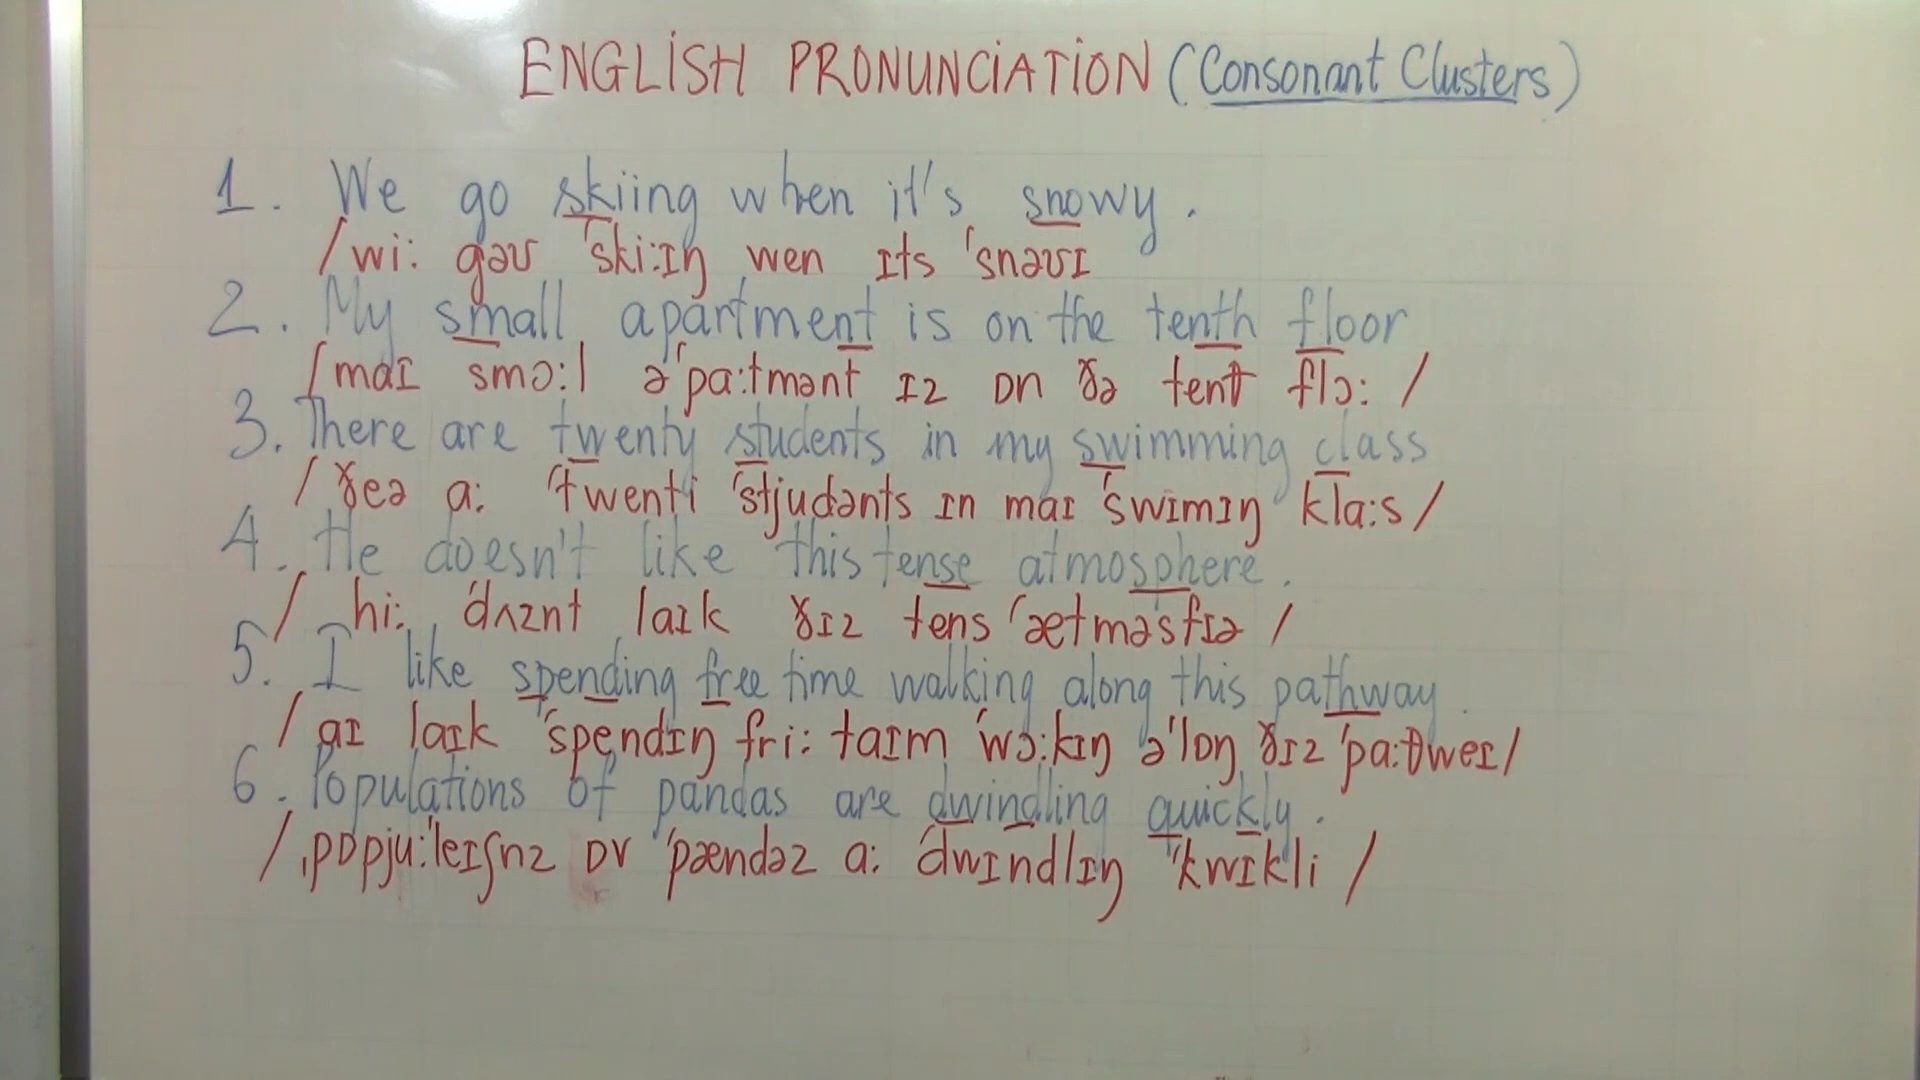 ENGLISH PRONUNCIATION (Consonant Clusters)
1. We go skiing when it's snowy.
/wi: gəʊ 'ski:ɪŋ wen ɪts 'snəʊɪ
2. My small apartment is on the tenth floor
/maɪ smɔ:l ə'pa:tmənt ɪz ɒn ðə tenθ flɔ: /
3. There are twenty students in my swimming class
/ðeə a: 'twenti 'stjudənts ɪn maɪ 'swimɪŋ kla:s/
4. He doesn't like this tense atmosphere.
/ hi: 'dʌznt laɪk ðɪz tens 'ætməsfɪə /
5. I like spending free time walking along this pathway.
/ aɪ laɪk 'spendɪŋ fri: taɪm 'wɔ:kɪŋ ə'lɒŋ ðɪz 'pa:θweɪ/
6. Populations of pandas are dwindling quickly.
/ˌpɒpju:'leɪʃnz ɒv 'pændəz a: 'dwɪndlɪŋ 'kwɪkli /